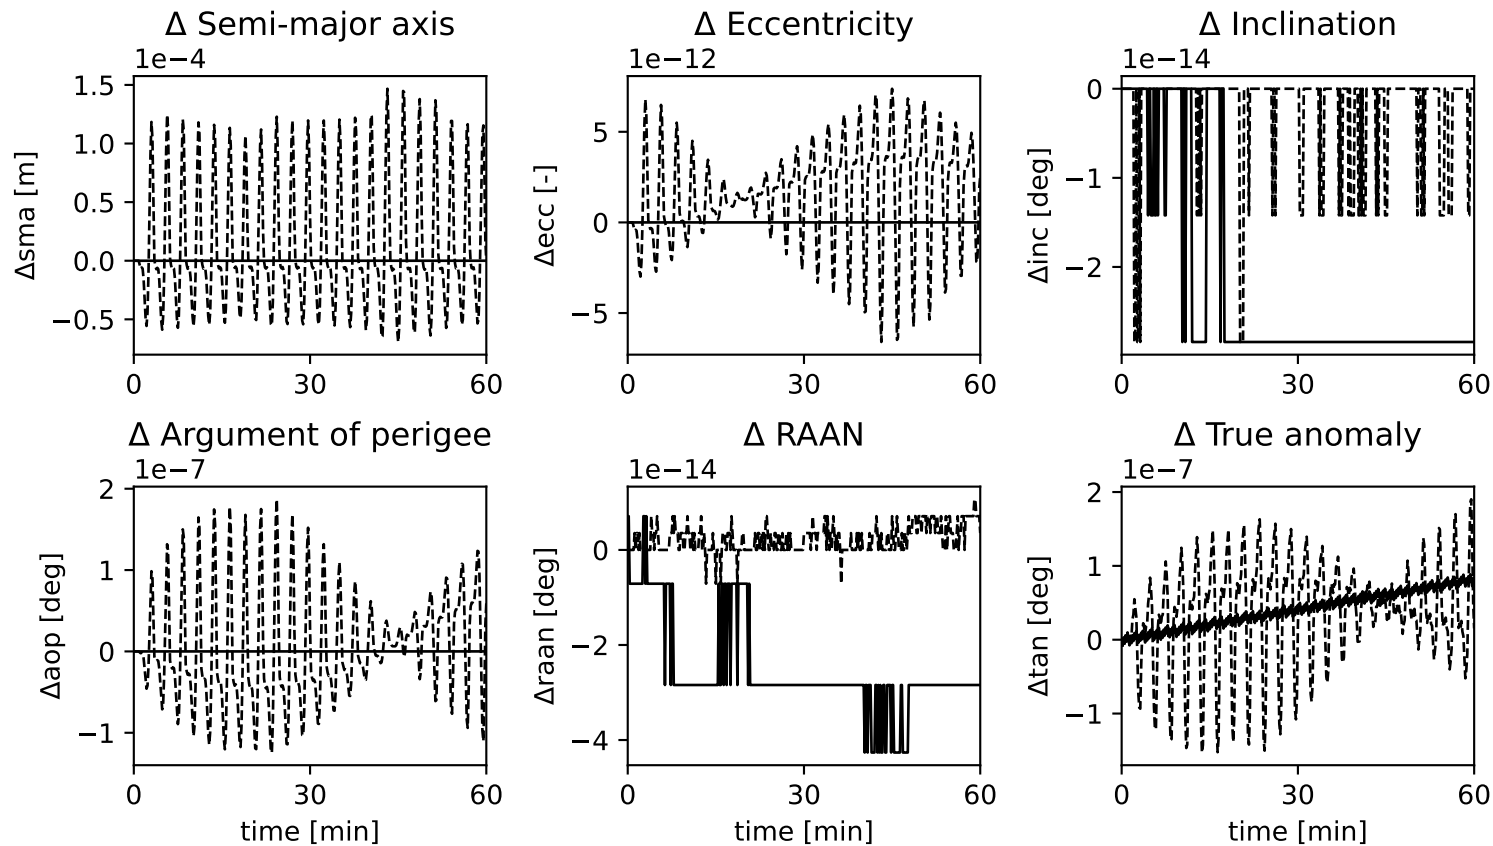 Δ Semi-major axis
1e−4
1.5
1.0
0.5
0.0
−0.5
Δsma [m]
0 30 60
Δ Eccentricity
1e−12
5
0
−5
Δecc [-]
0 30 60
Δ Inclination
1e−14
0
−1
−2
Δinc [deg]
0 30 60
Δ Argument of perigee
1e−7
2
1
0
−1
Δaop [deg]
0 30 60
time [min]
Δ RAAN
1e−14
0
−2
−4
Δraan [deg]
0 30 60
time [min]
Δ True anomaly
1e−7
2
1
0
−1
Δtan [deg]
0 30 60
time [min]